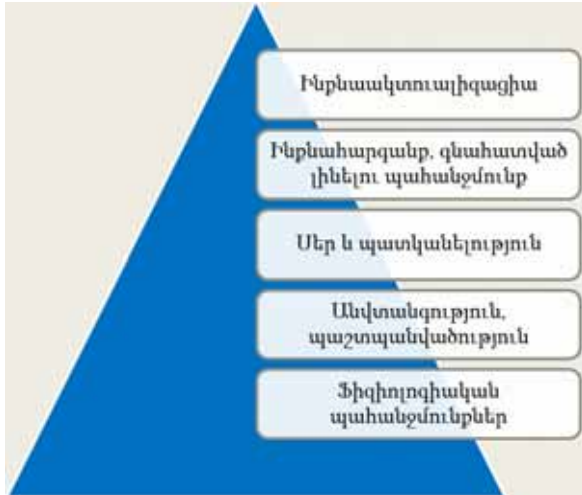 Ինքնաակտուալիզացիա
Ինքնահարգանք, գնահատված
լինելու պահանջմունք
Սեր և պատկանելություն
Անվտանգություն,
պաշտպանվածություն
Ֆիզիոլոգիական
պահանջմունքներ